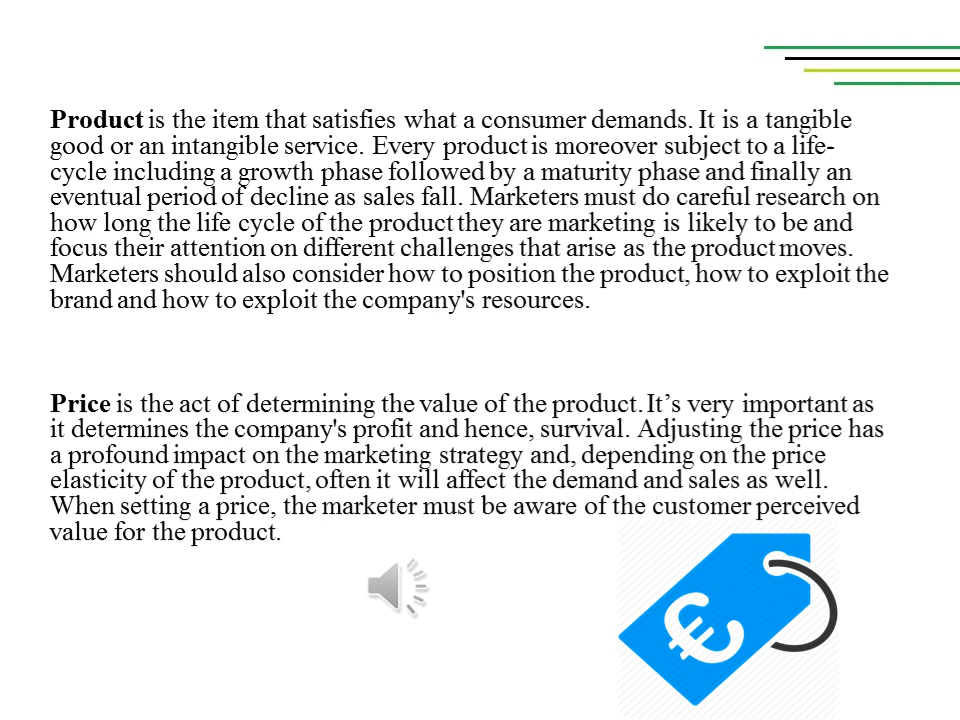 Product is the item that satisfies what a consumer demands. It is a tangible
good or an intangible service. Every product is moreover subject to a life-
cycle including a growth phase followed by a maturity phase and finally an
eventual period of decline as sales fall. Marketers must do careful research on
how long the life cycle of the product they are marketing is likely to be and
focus their attention on different challenges that arise as the product moves.
Marketers should also consider how to position the product, how to exploit the
brand and how to exploit the company's resources.
Price is the act of determining the value of the product. It’s very important as
it determines the company's profit and hence, survival. Adjusting the price has
a profound impact on the marketing strategy and, depending on the price
elasticity of the product, often it will affect the demand and sales as well.
When setting a price, the marketer must be aware of the customer perceived
value for the product.
€